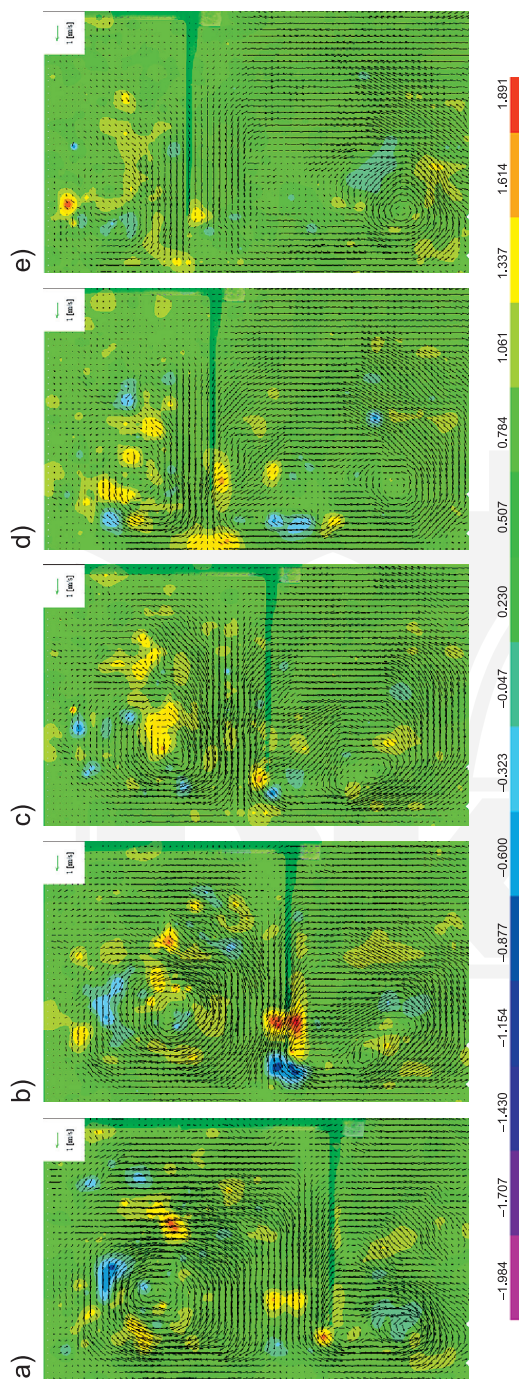 a) b) c) d) e)
1 [m/s] 1 [m/s] 1 [m/s] 1 [m/s] 1 [m/s]
−1.984 −1.707 −1.430 −1.154 −0.877 −0.600 −0.323 −0.047 0.230 0.507 0.784 1.061 1.337 1.614 1.891